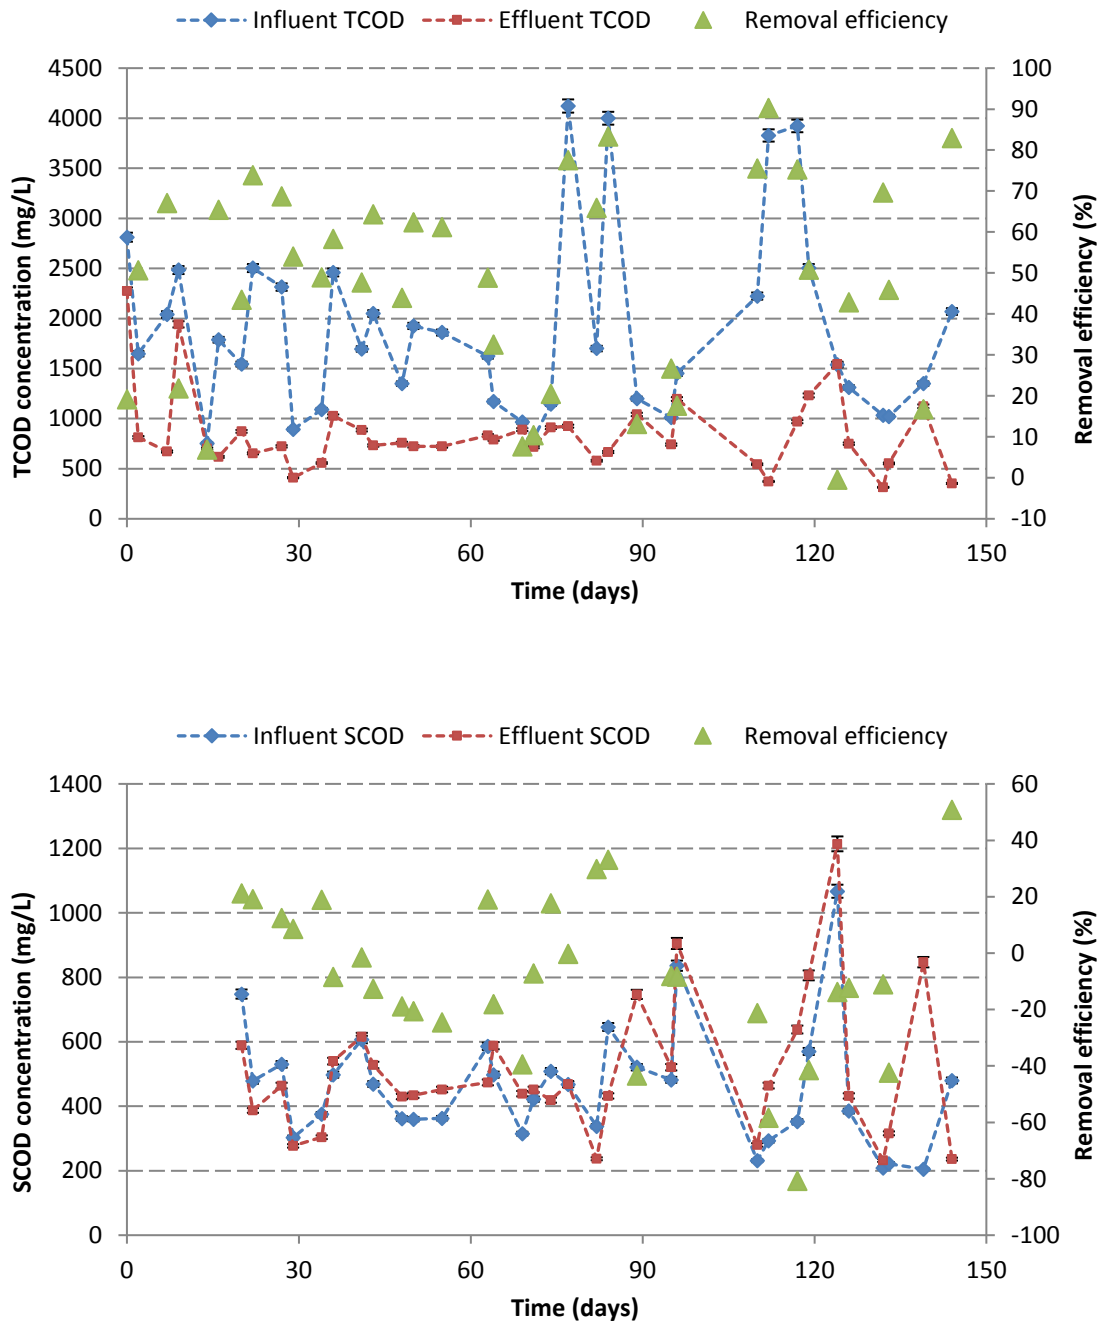 Influent TCOD Effluent TCOD Removal efficiency
4500 100
4000 90
3500 80
3000 70
2500 60
2000 50
1500 40
1000 30
500 20
0 10
0
-10
TCOD concentration (mg/L)
Removal efficiency (%)
0 30 60 90 120 150
Time (days)
Influent SCOD Effluent SCOD Removal efficiency
1400 60
1200 40
1000 20
800 0
600 -20
400 -40
200 -60
0 -80
-100
SCOD concentration (mg/L)
Removal efficiency (%)
0 30 60 90 120 150
Time (days)